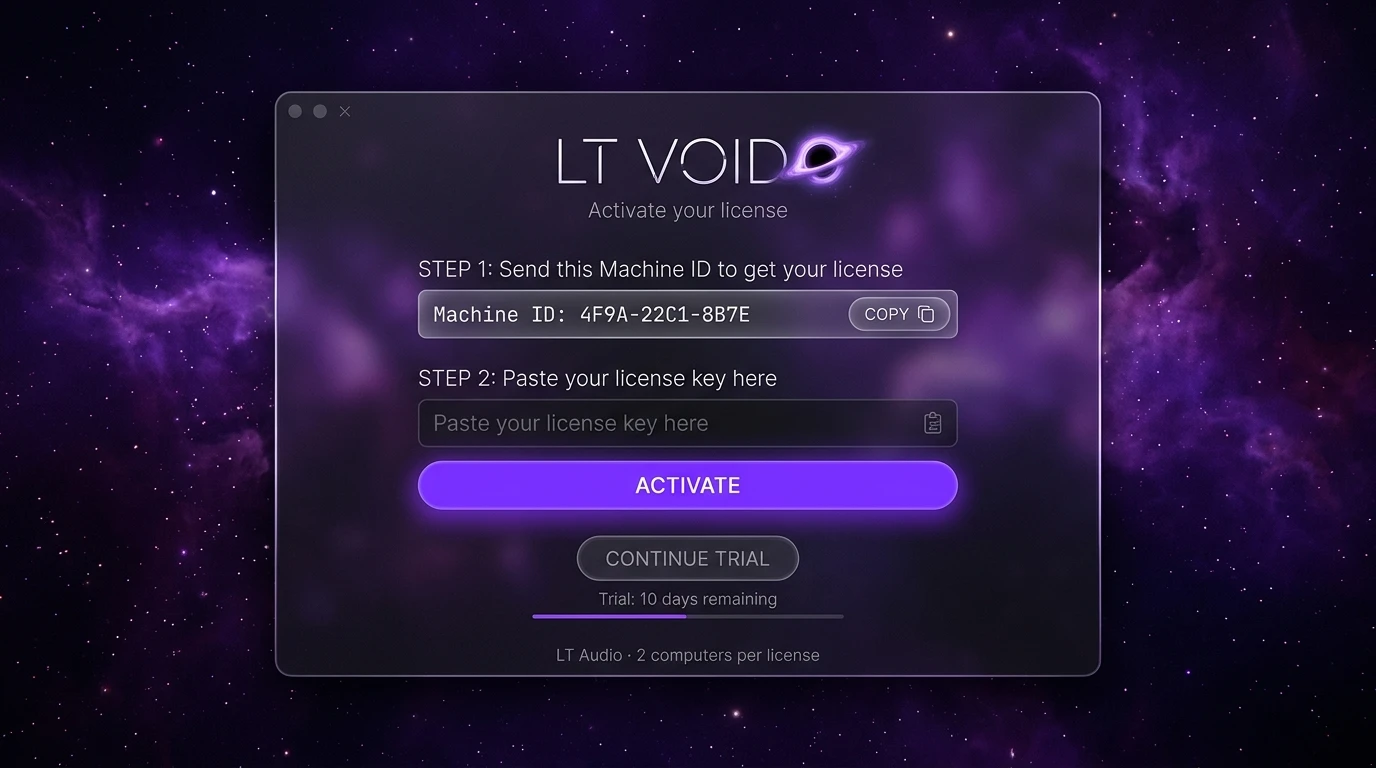 LT VOID
Activate your license
STEP 1: Send this Machine ID to get your license
Machine ID: 4F9A-22C1-8B7E
COPY
STEP 2: Paste your license key here
Paste your license key here
ACTIVATE
CONTINUE TRIAL
Trial: 10 days remaining
LT Audio · 2 computers per license